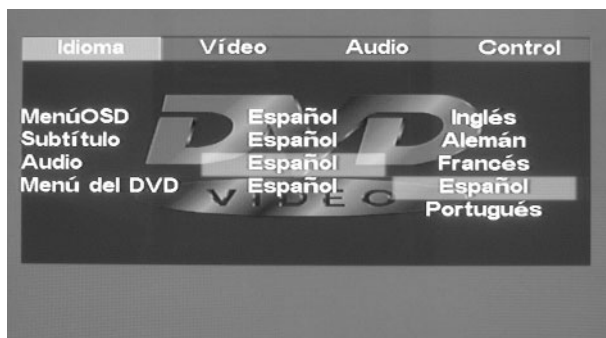 Idioma Vídeo Audio Control
MenúOSD Español Inglés
Subtítulo Español Alemán
Audio Español Francés
Menú del DVD Español Español
Portugués
DVD
VIDEO